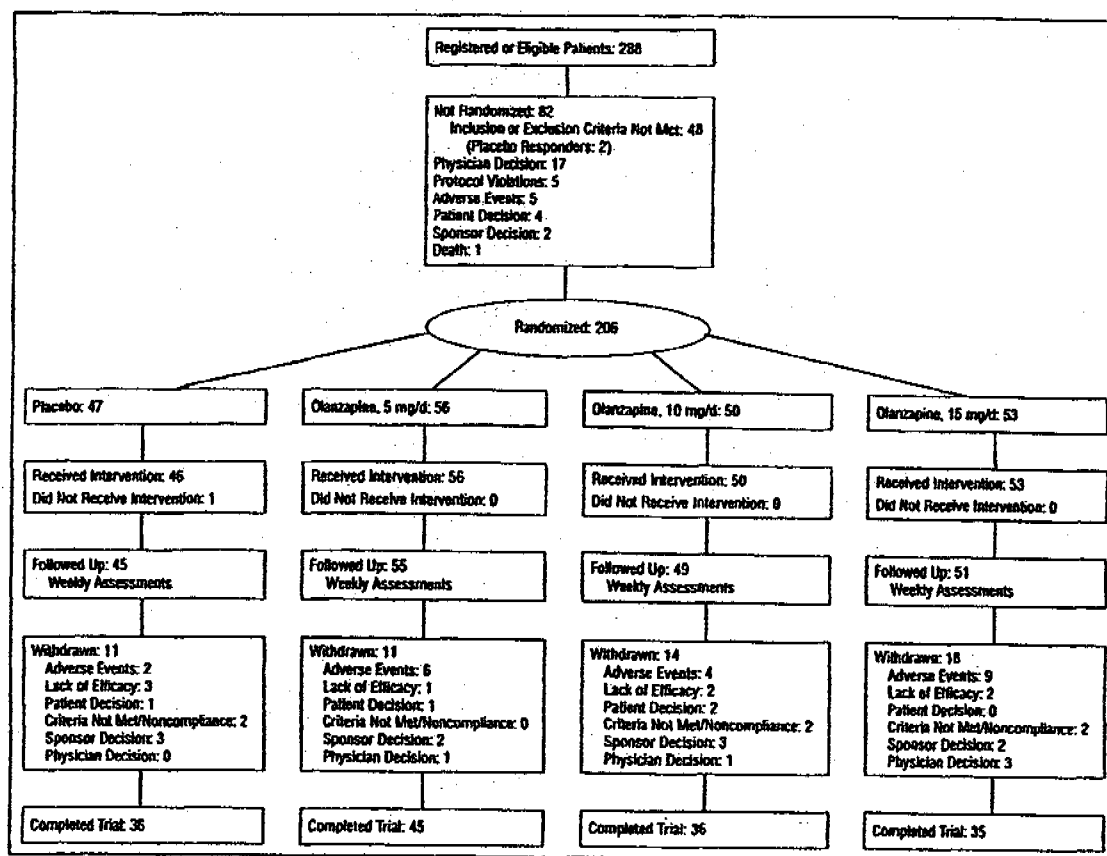 Registered or Eligible Patients: 288
Not Randomized: 82
Inclusion or Exclusion Criteria Not Met: 48
(Placebo Responders: 2)
Physician Decision: 17
Protocol Violations: 5
Adverse Events: 5
Patient Decision: 4
Sponsor Decision: 2
Death: 1
Randomized: 206
Placebo: 47
Received Intervention: 46
Did Not Receive Intervention: 1
Followed Up: 45
Weekly Assessments
Withdrawn: 11
Adverse Events: 2
Lack of Efficacy: 3
Patient Decision: 1
Criteria Not Met/Noncompliance: 2
Sponsor Decision: 3
Physician Decision: 0
Completed Trial: 36
Olanzapine, 5 mg/d: 56
Received Intervention: 56
Did Not Receive Intervention: 0
Followed Up: 55
Weekly Assessments
Withdrawn: 11
Adverse Events: 6
Lack of Efficacy: 1
Patient Decision: 1
Criteria Not Met/Noncompliance: 0
Sponsor Decision: 2
Physician Decision: 1
Completed Trial: 45
Olanzapine, 10 mg/d: 50
Received Intervention: 50
Did Not Receive Intervention: 0
Followed Up: 49
Weekly Assessments
Withdrawn: 14
Adverse Events: 4
Lack of Efficacy: 2
Patient Decision: 2
Criteria Not Met/Noncompliance: 2
Sponsor Decision: 3
Physician Decision: 1
Completed Trial: 36
Olanzapine, 15 mg/d: 53
Received Intervention: 53
Did Not Receive Intervention: 0
Followed Up: 51
Weekly Assessments
Withdrawn: 18
Adverse Events: 9
Lack of Efficacy: 2
Patient Decision: 0
Criteria Not Met/Noncompliance: 2
Sponsor Decision: 2
Physician Decision: 3
Completed Trial: 35